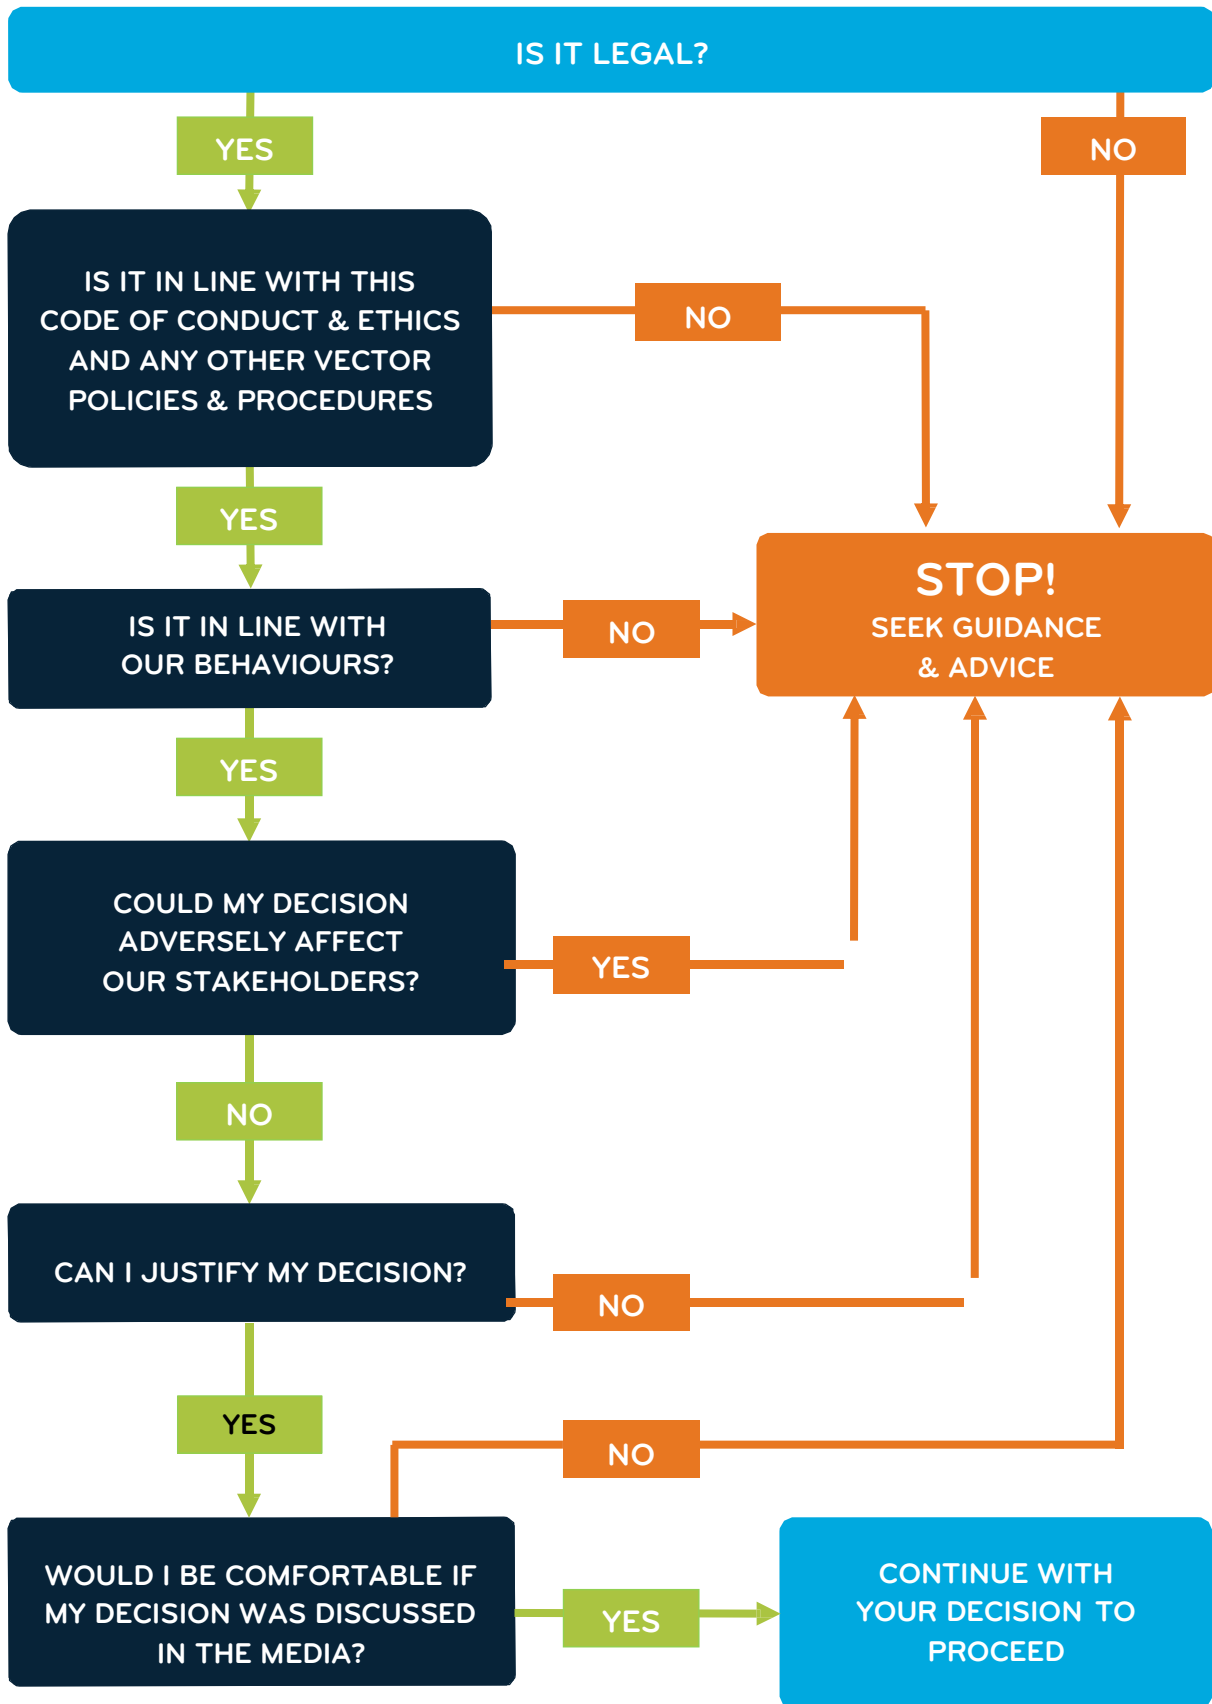 IS IT LEGAL?
YES
NO
IS IT IN LINE WITH THIS
CODE OF CONDUCT & ETHICS
AND ANY OTHER VECTOR
POLICIES & PROCEDURES
NO
YES
STOP!
SEEK GUIDANCE
& ADVICE
IS IT IN LINE WITH
OUR BEHAVIOURS?
NO
YES
COULD MY DECISION
ADVERSELY AFFECT
OUR STAKEHOLDERS?
YES
NO
CAN I JUSTIFY MY DECISION?
NO
YES
NO
WOULD I BE COMFORTABLE IF
MY DECISION WAS DISCUSSED
IN THE MEDIA?
YES
CONTINUE WITH
YOUR DECISION TO
PROCEED